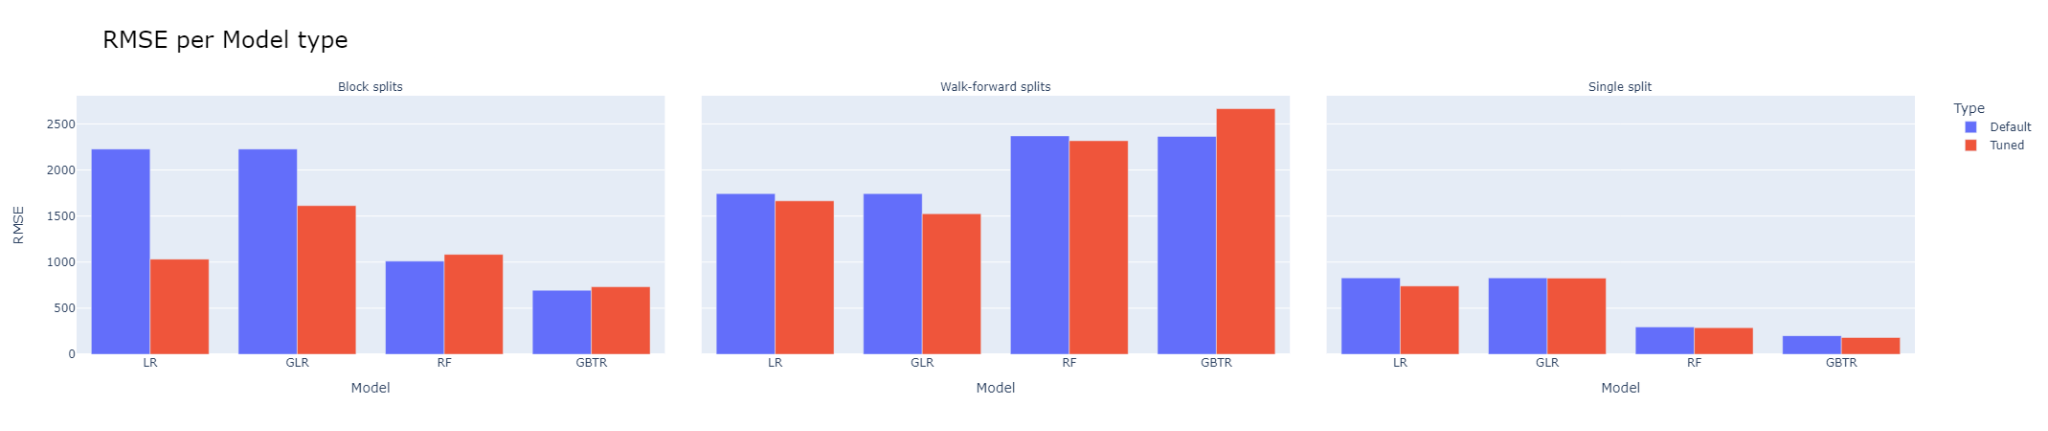 RMSE per Model type
Block splits
Walk-forward splits
Single split
Type
Default
Tuned
RMSE
2500
2000
1500
1000
500
0
LR GLR RF GBTR
LR GLR RF GBTR
LR GLR RF GBTR
Model
Model
Model